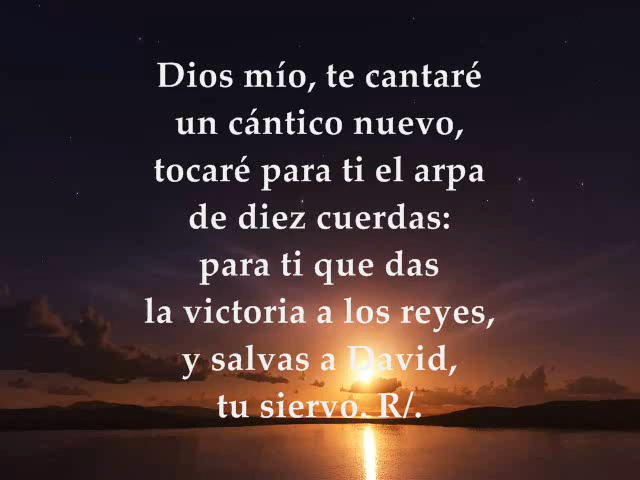 Dios mío, te cantaré
un cántico nuevo,
tocaré para ti el arpa
de diez cuerdas:
para ti que das
la victoria a los reyes,
y salvas a David,
tu siervo. R/.